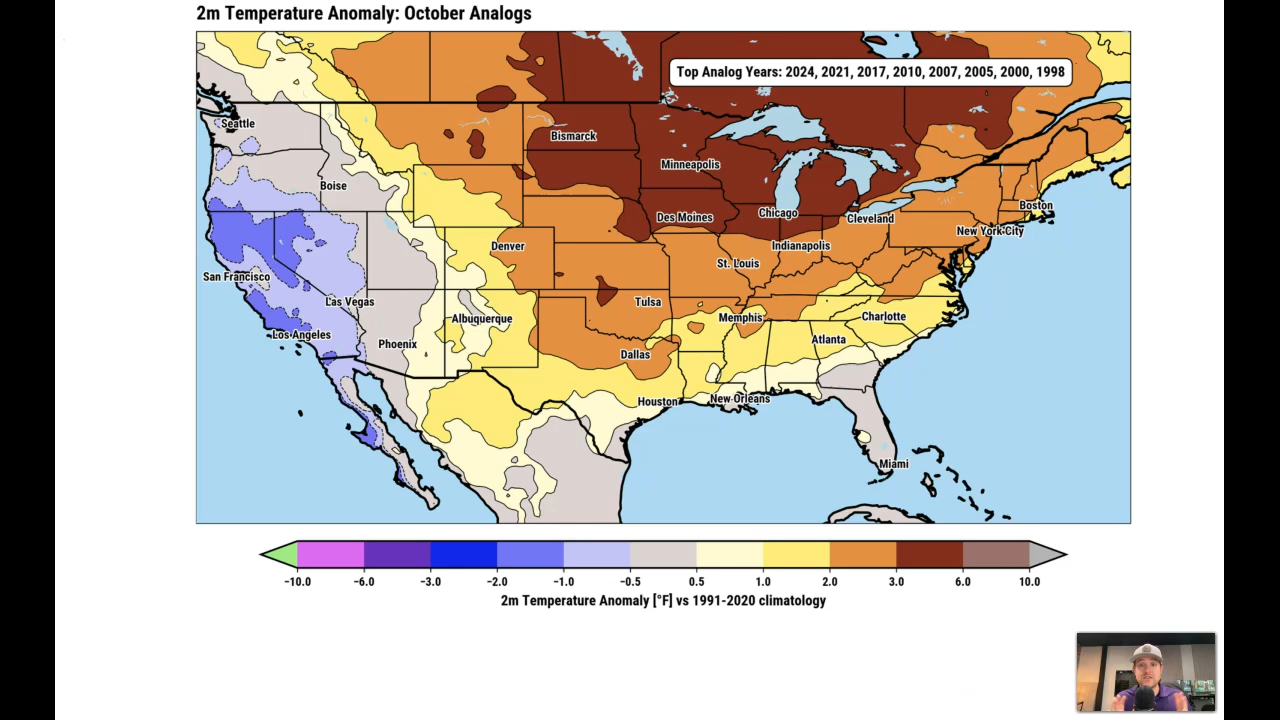 2m Temperature Anomaly: October Analogs
Top Analog Years: 2024, 2021, 2017, 2010, 2007, 2005, 2000, 1998
Seattle
Bismarck
Minneapolis
Boise
Boston
Des Moines
Chicago
Cleveland
New York City
Denver
Indianapolis
St. Louis
San Francisco
Las Vegas
Tulsa
Albuquerque
Memphis
Charlotte
Los Angeles
Phoenix
Atlanta
Dallas
Houston
New Orleans
Miami
−10.0 −6.0 −3.0 −2.0 −1.0 −0.5 0.5 1.0 2.0 3.0 6.0 10.0
2m Temperature Anomaly [°F] vs 1991-2020 climatology